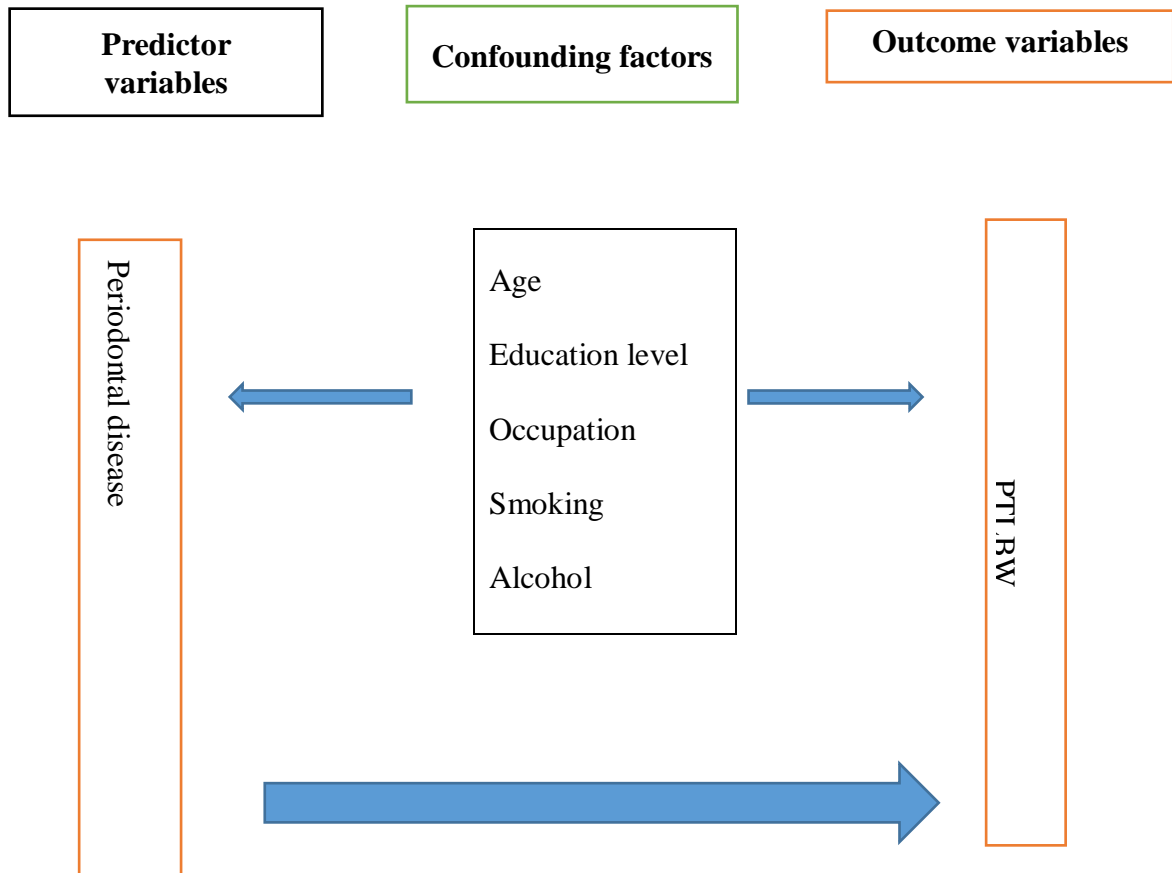 Predictor
variables
Confounding factors
Outcome variables
Periodontal disease
Age
Education level
Occupation
Smoking
Alcohol
PTLBW